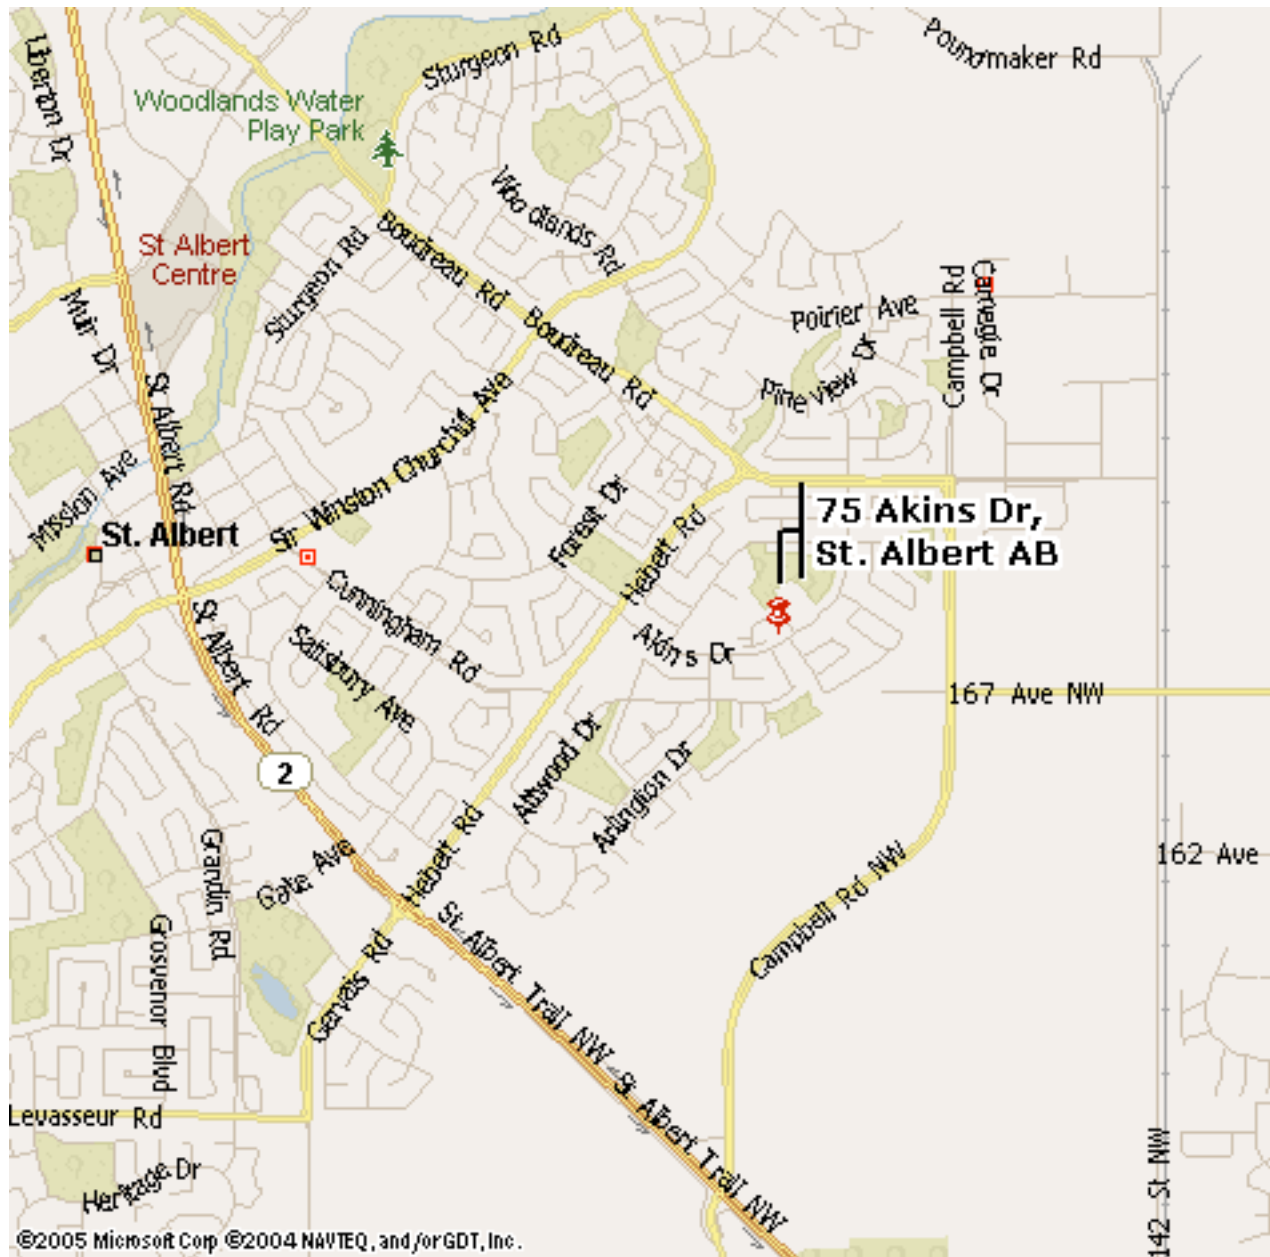 Liberton Dr
Sturgeon Rd
Poundmaker Rd
Woodlands Water
Play Park
Woodlands Rd
St Albert
Centre
Sturgeon Rd
Boudreau Rd
Muir Dr
Boudreau Rd
Poirier Ave
Campbell Rd
Carnegie Dr
Pine view Dr
St Albert Rd
Sir Winston Churchill Ave
Mission Ave
St. Albert
Forest Dr
Hebert Rd
75 Akins Dr,
St. Albert AB
Cunningham Rd
St Albert Rd
Salisbury Ave
Akins Dr
167 Ave NW
2
Attwood Dr
Arlington Dr
Grandin Rd
Gate Ave
Hebert Rd
162 Ave
Campbell Rd NW
Grosvenor Blvd
Gervais Rd
St. Albert Trail NW
St Albert Trail NW
Levasseur Rd
Heritage Dr
142 St NW
©2005 Microsoft Corp ©2004 NAVTEQ, and/or GDT, Inc.